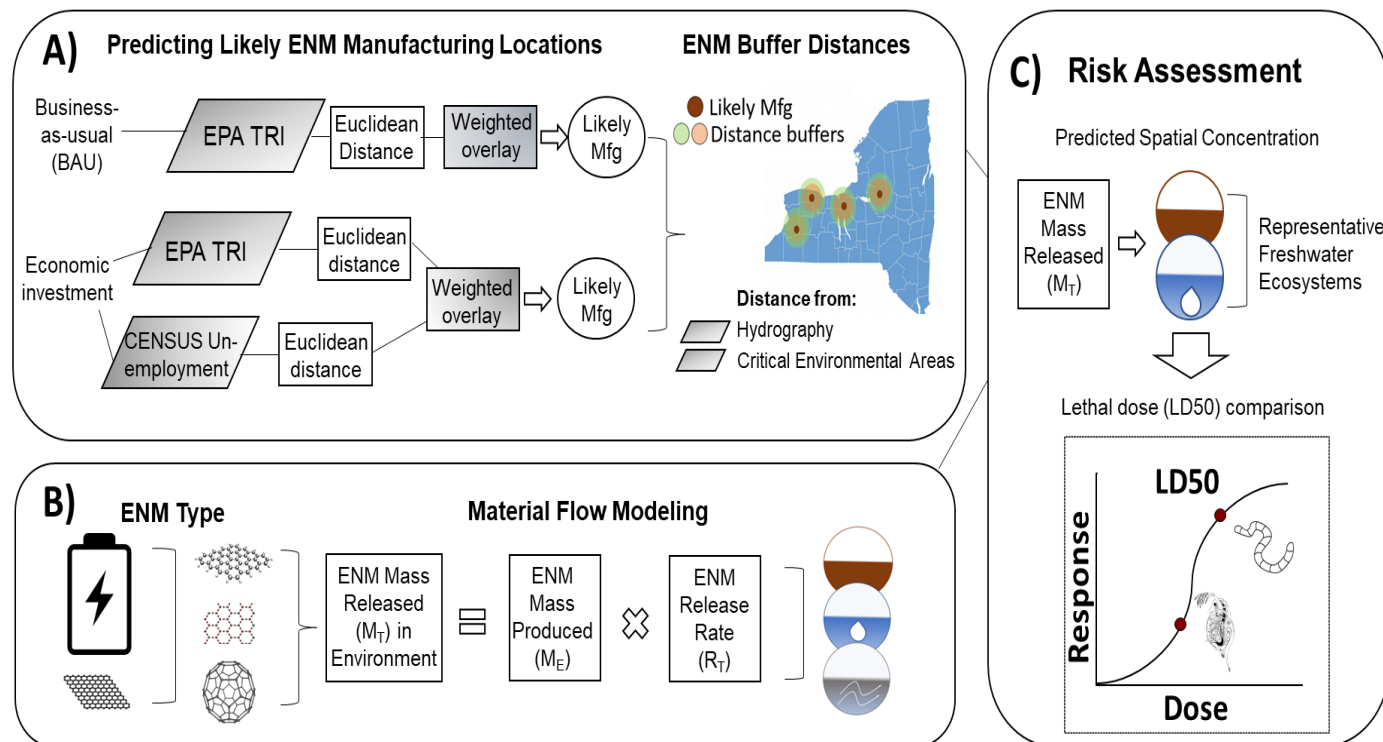 A)
Predicting Likely ENM Manufacturing Locations
ENM Buffer Distances
Business-
as-usual
(BAU)
EPA TRI
Euclidean
Distance
Weighted
overlay
Likely
Mfg
Economic
investment
EPA TRI
Euclidean
distance
CENSUS Un-
employment
Euclidean
distance
Weighted
overlay
Likely
Mfg
Likely Mfg
Distance buffers
Distance from:
Hydrography
Critical Environmental Areas
B)
ENM Type
Material Flow Modeling
ENM Mass
Released
(M_T) in
Environment
ENM
Mass
Produced
(M_E)
ENM
Release
Rate
(R_T)
C)
Risk Assessment
Predicted Spatial Concentration
ENM
Mass
Released
(M_T)
Representative
Freshwater
Ecosystems
Lethal dose (LD50) comparison
LD50
Response
Dose